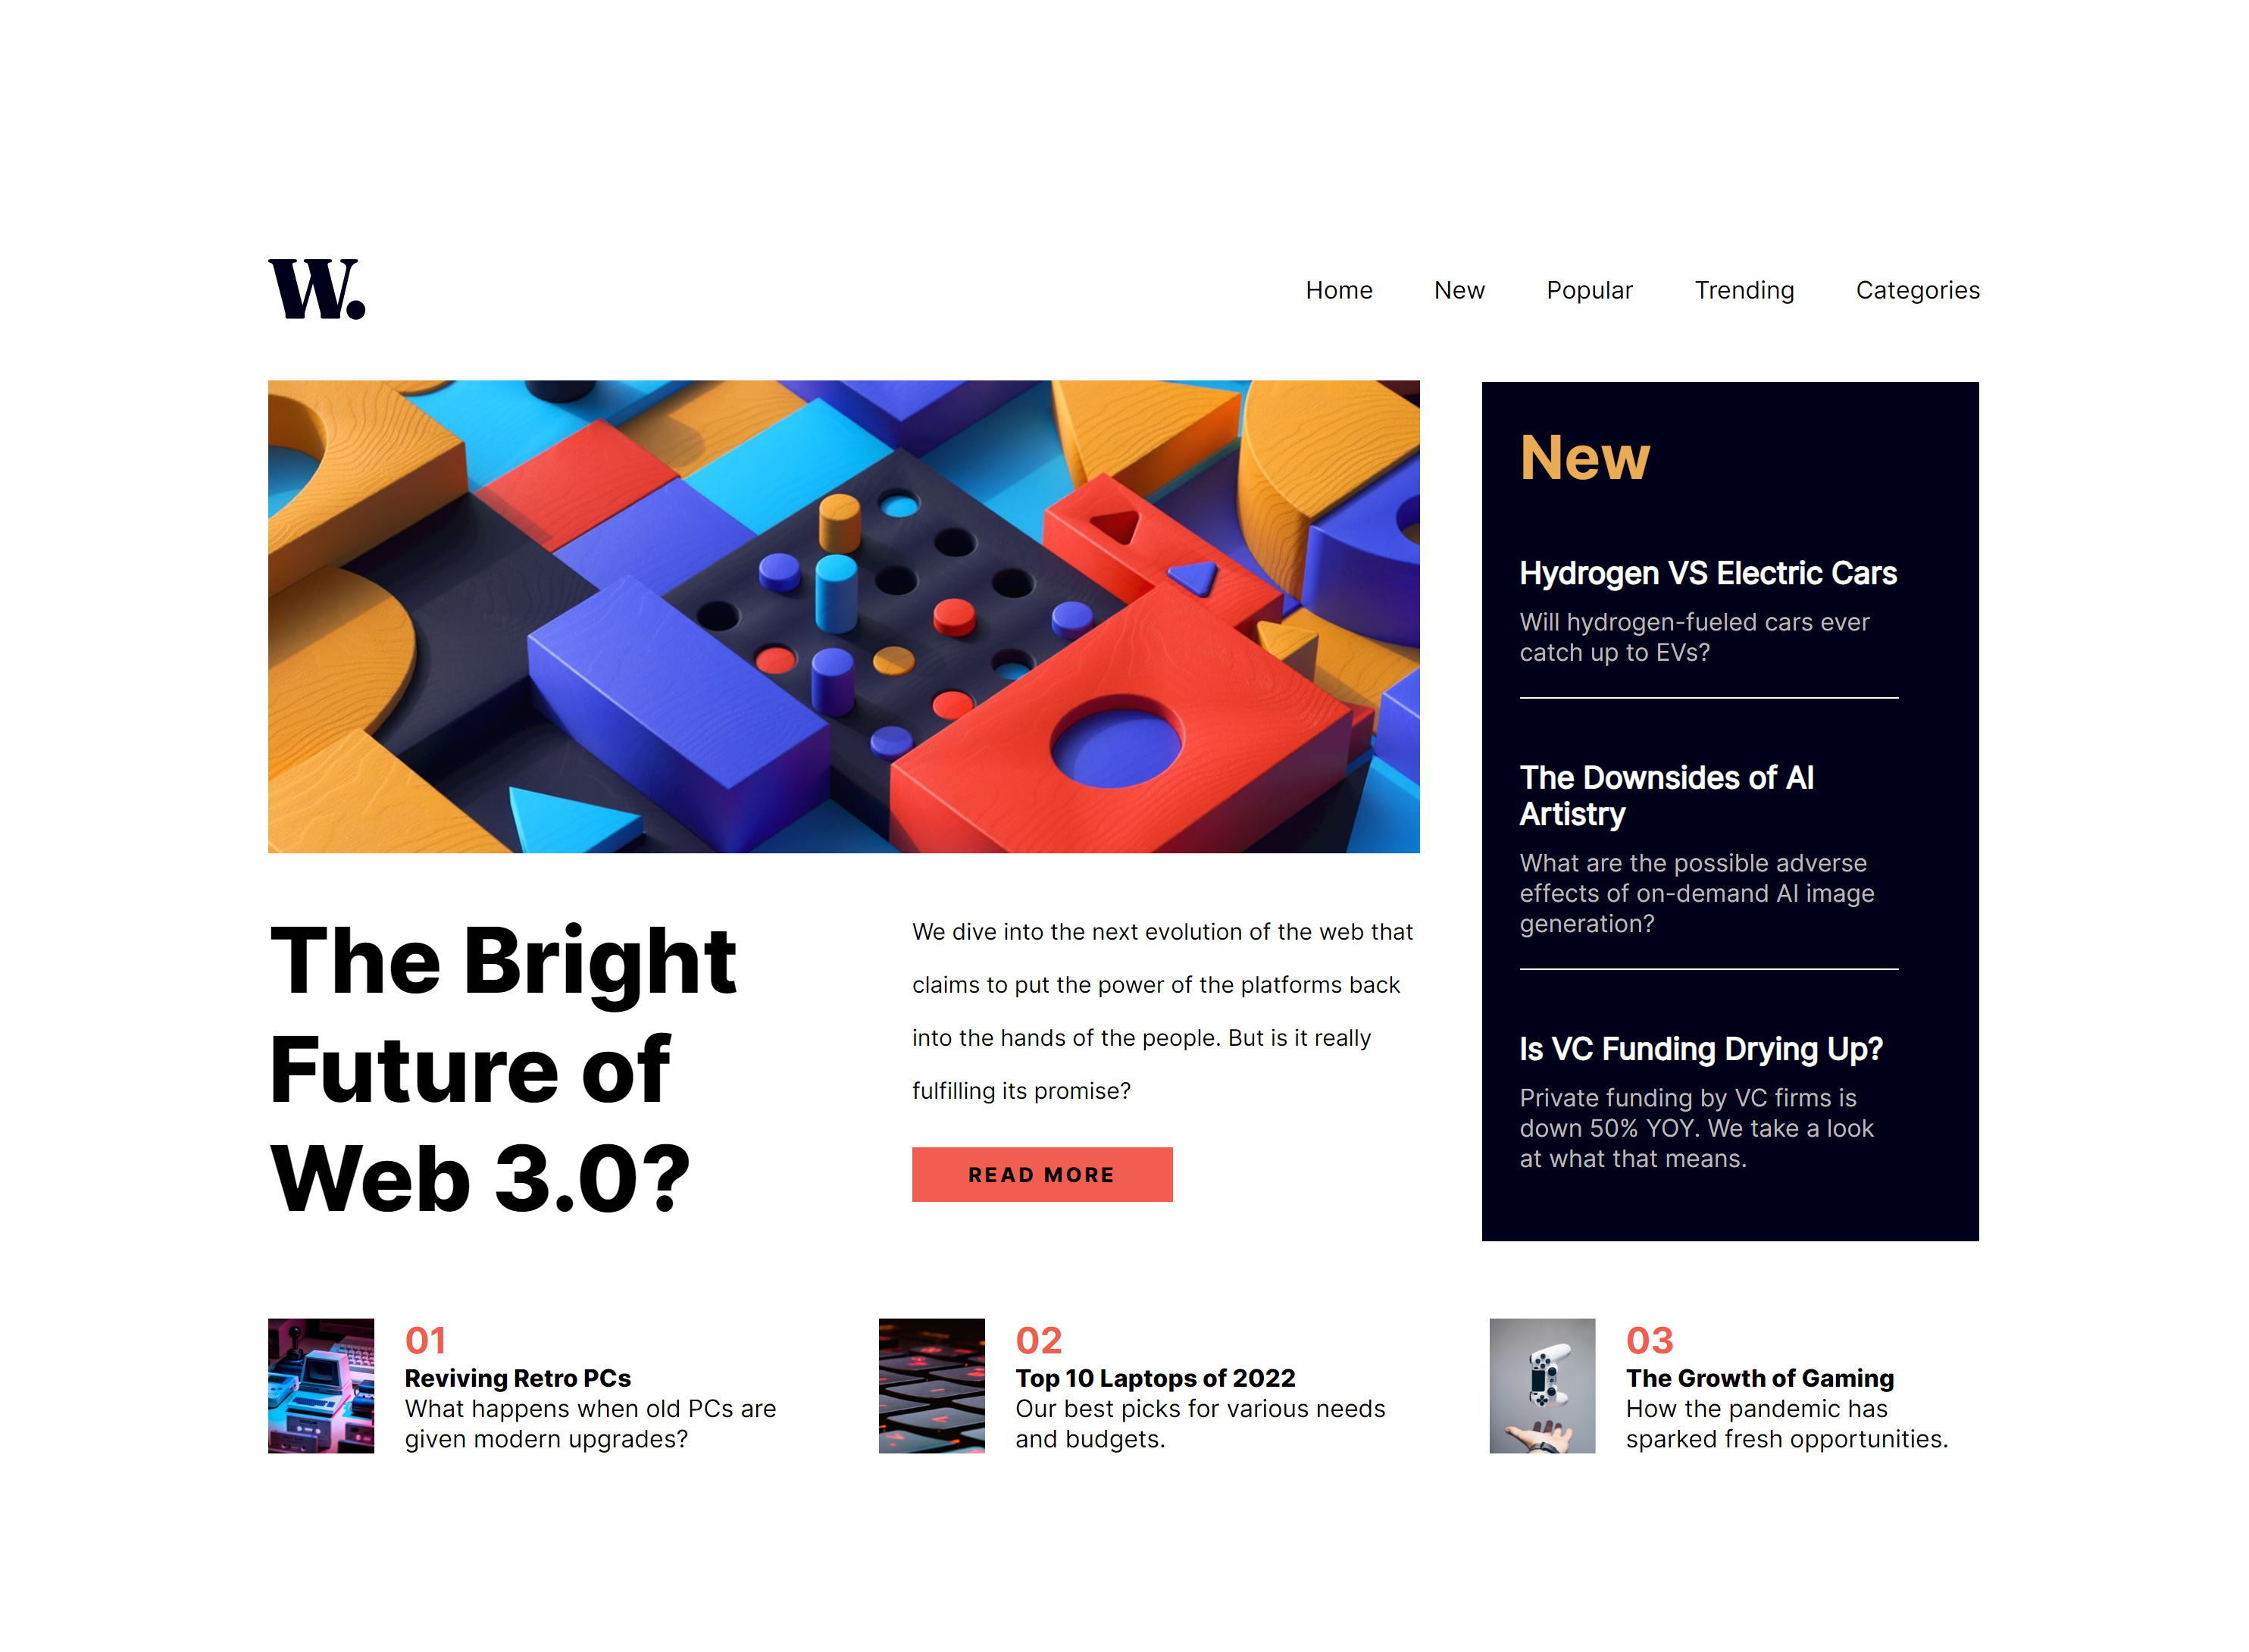 W.
Home New Popular Trending Categories
The Bright
Future of
Web 3.0?
We dive into the next evolution of the web that
claims to put the power of the platforms back
into the hands of the people. But is it really
fulfilling its promise?
READ MORE
New
Hydrogen VS Electric Cars
Will hydrogen-fueled cars ever
catch up to EVs?
The Downsides of AI
Artistry
What are the possible adverse
effects of on-demand AI image
generation?
Is VC Funding Drying Up?
Private funding by VC firms is
down 50% YOY. We take a look
at what that means.
01
Reviving Retro PCs
What happens when old PCs are
given modern upgrades?
02
Top 10 Laptops of 2022
Our best picks for various needs
and budgets.
03
The Growth of Gaming
How the pandemic has
sparked fresh opportunities.